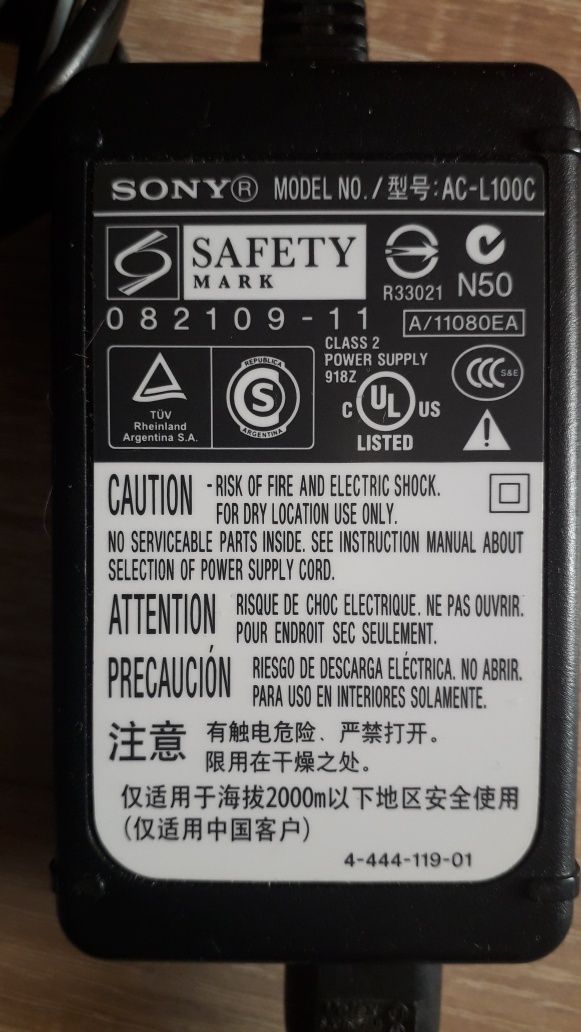 SONY® MODEL NO./型号:AC-L100C
SAFETY
MARK
R33021 N50
082109-11 A/11080EA
CLASS 2
POWER SUPPLY
918Z
TÜV
Rheinland
Argentina S.A.
REPUBLICA
S
ARGENTINA
C UL US
LISTED
CCC S&E
CAUTION -RISK OF FIRE AND ELECTRIC SHOCK.
FOR DRY LOCATION USE ONLY.
NO SERVICEABLE PARTS INSIDE. SEE INSTRUCTION MANUAL ABOUT
SELECTION OF POWER SUPPLY CORD.
ATTENTION RISQUE DE CHOC ELECTRIQUE. NE PAS OUVRIR.
POUR ENDROIT SEC SEULEMENT.
PRECAUCIÓN RIESGO DE DESCARGA ELÉCTRICA. NO ABRIR.
PARA USO EN INTERIORES SOLAMENTE.
注意 有触电危险、严禁打开。
限用在干燥之处。
仅适用于海拔2000m以下地区安全使用
(仅适用中国客户)
4-444-119-01